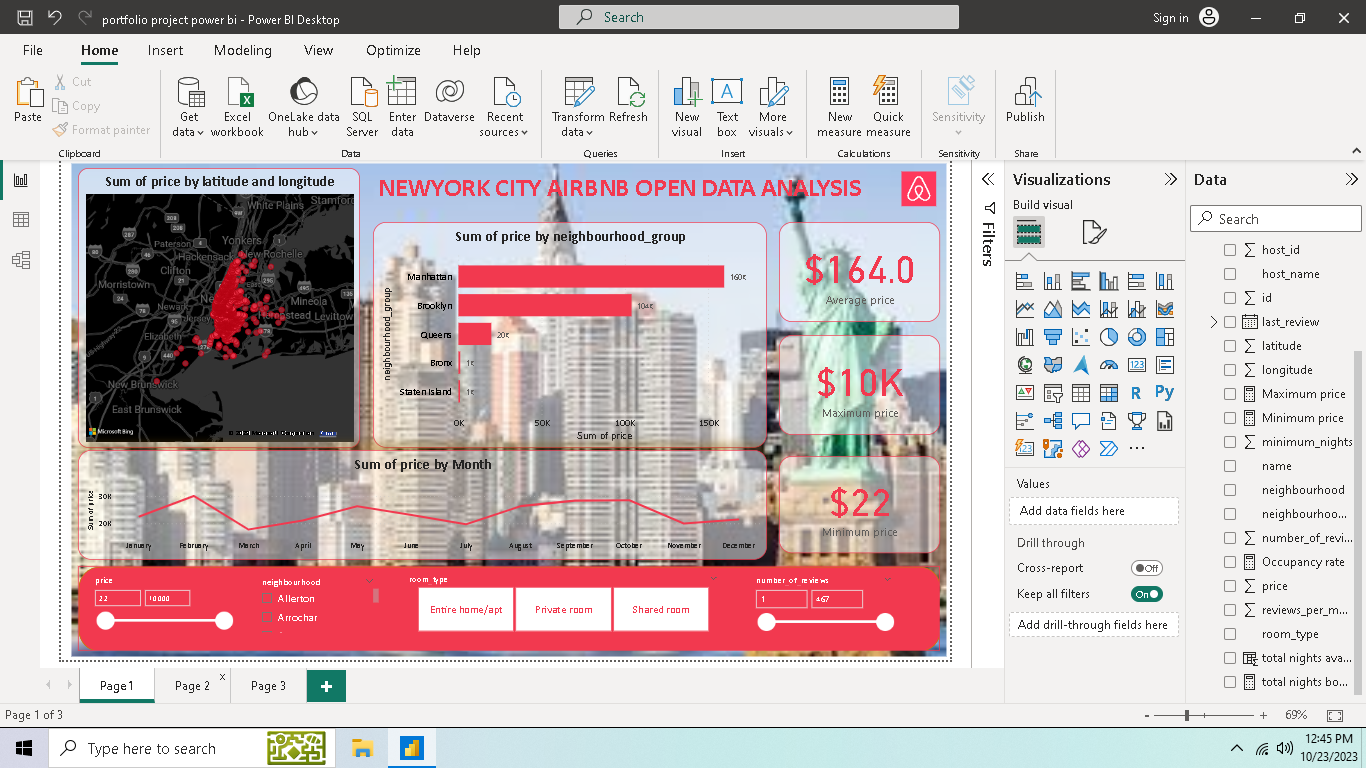 portfolio project power bi - Power BI Desktop
Search
Sign in
File Home Insert Modeling View Optimize Help
Paste
Cut
Copy
Format painter
Clipboard
Get data
Excel workbook
OneLake data hub
SQL Server
Enter data
Dataverse
Recent sources
Data
Transform data
Refresh
Queries
New visual
Text box
More visuals
Insert
New measure
Quick measure
Calculations
Sensitivity
Sensitivity
Publish
Share
Sum of price by latitude and longitude
White Plains
Stamford
Yonkers
Paterson
Hackensack
New Rochelle
Clifton
Morristown
Newark
Mineola
Hempstead
Levittown
Elizabeth
New Brunswick
East Brunswick
Microsoft Bing
NEWYORK CITY AIRBNB OPEN DATA ANALYSIS
Sum of price by neighbourhood_group
neighbourhood_group
Manhattan 160K
Brooklyn 104K
Queens 20K
Bronx 1K
Staten Island 1K
0K 50K 100K 150K
Sum of price
$164.0
Average price
$10K
Maximum price
$22
Minimum price
Sum of price by Month
Sum of price
30K
20K
January February March April May June July August September October November December
price
22 10000
neighbourhood
Allerton
Arrochar
room_type
Entire home/apt Private room Shared room
number_of_reviews
1 467
Filters
Visualizations
Build visual
Values
Add data fields here
Drill through
Cross-report Off
Keep all filters On
Add drill-through fields here
Data
Search
host_id
host_name
id
last_review
latitude
longitude
Maximum price
Minimum price
minimum_nights
name
neighbourhood
neighbourhoo...
number_of_revi...
Occupancy rate
price
reviews_per_m...
room_type
total nights ava...
total nights bo...
Page 1 Page 2 Page 3
Page 1 of 3
69%
Type here to search
12:45 PM
10/23/2023